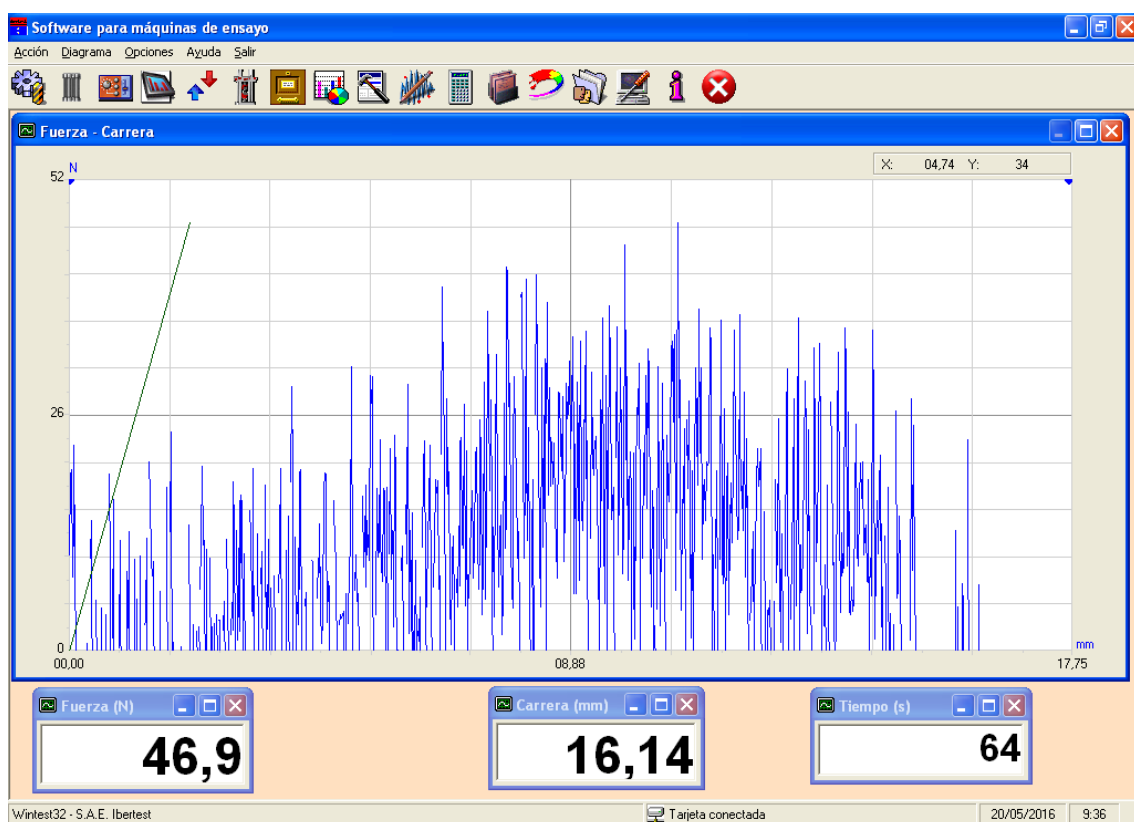 Software para máquinas de ensayo
Acción Diagrama Opciones Ayuda Salir
Fuerza - Carrera
X: 04,74 Y: 34
N
52
26
0
mm
00,00 08,88 17,75
Fuerza (N) Carrera (mm) Tiempo (s)
46,9 16,14 64
Wintest32 - S.A.E. Ibertest Tarjeta conectada 20/05/2016 9:36